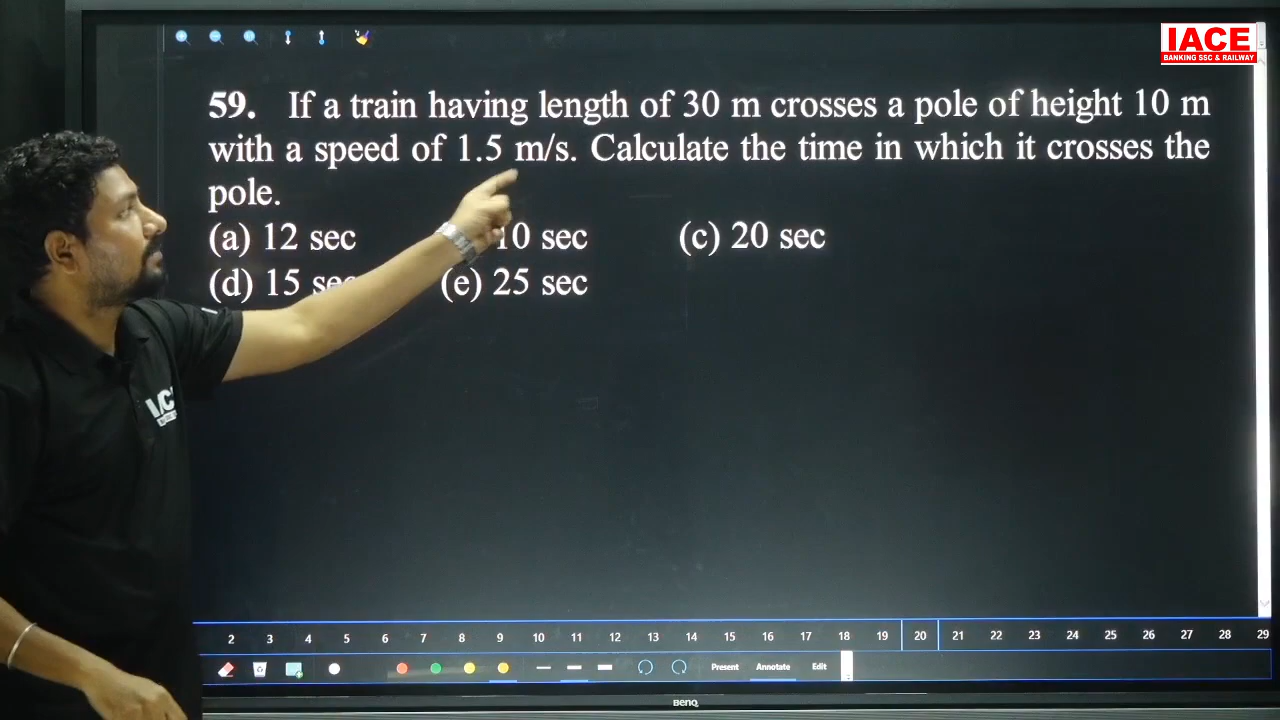 IACE
BANKING SSC & RAILWAY
59. If a train having length of 30 m crosses a pole of height 10 m
with a speed of 1.5 m/s. Calculate the time in which it crosses the
pole.
(a) 12 sec 10 sec (c) 20 sec
(d) 15 sec (e) 25 sec
IAC
2 3 4 5 6 7 8 9 10 11 12 13 14 15 16 17 18 19 20 21 22 23 24 25 26 27 28 29
Present Annotate Edit
BenQ